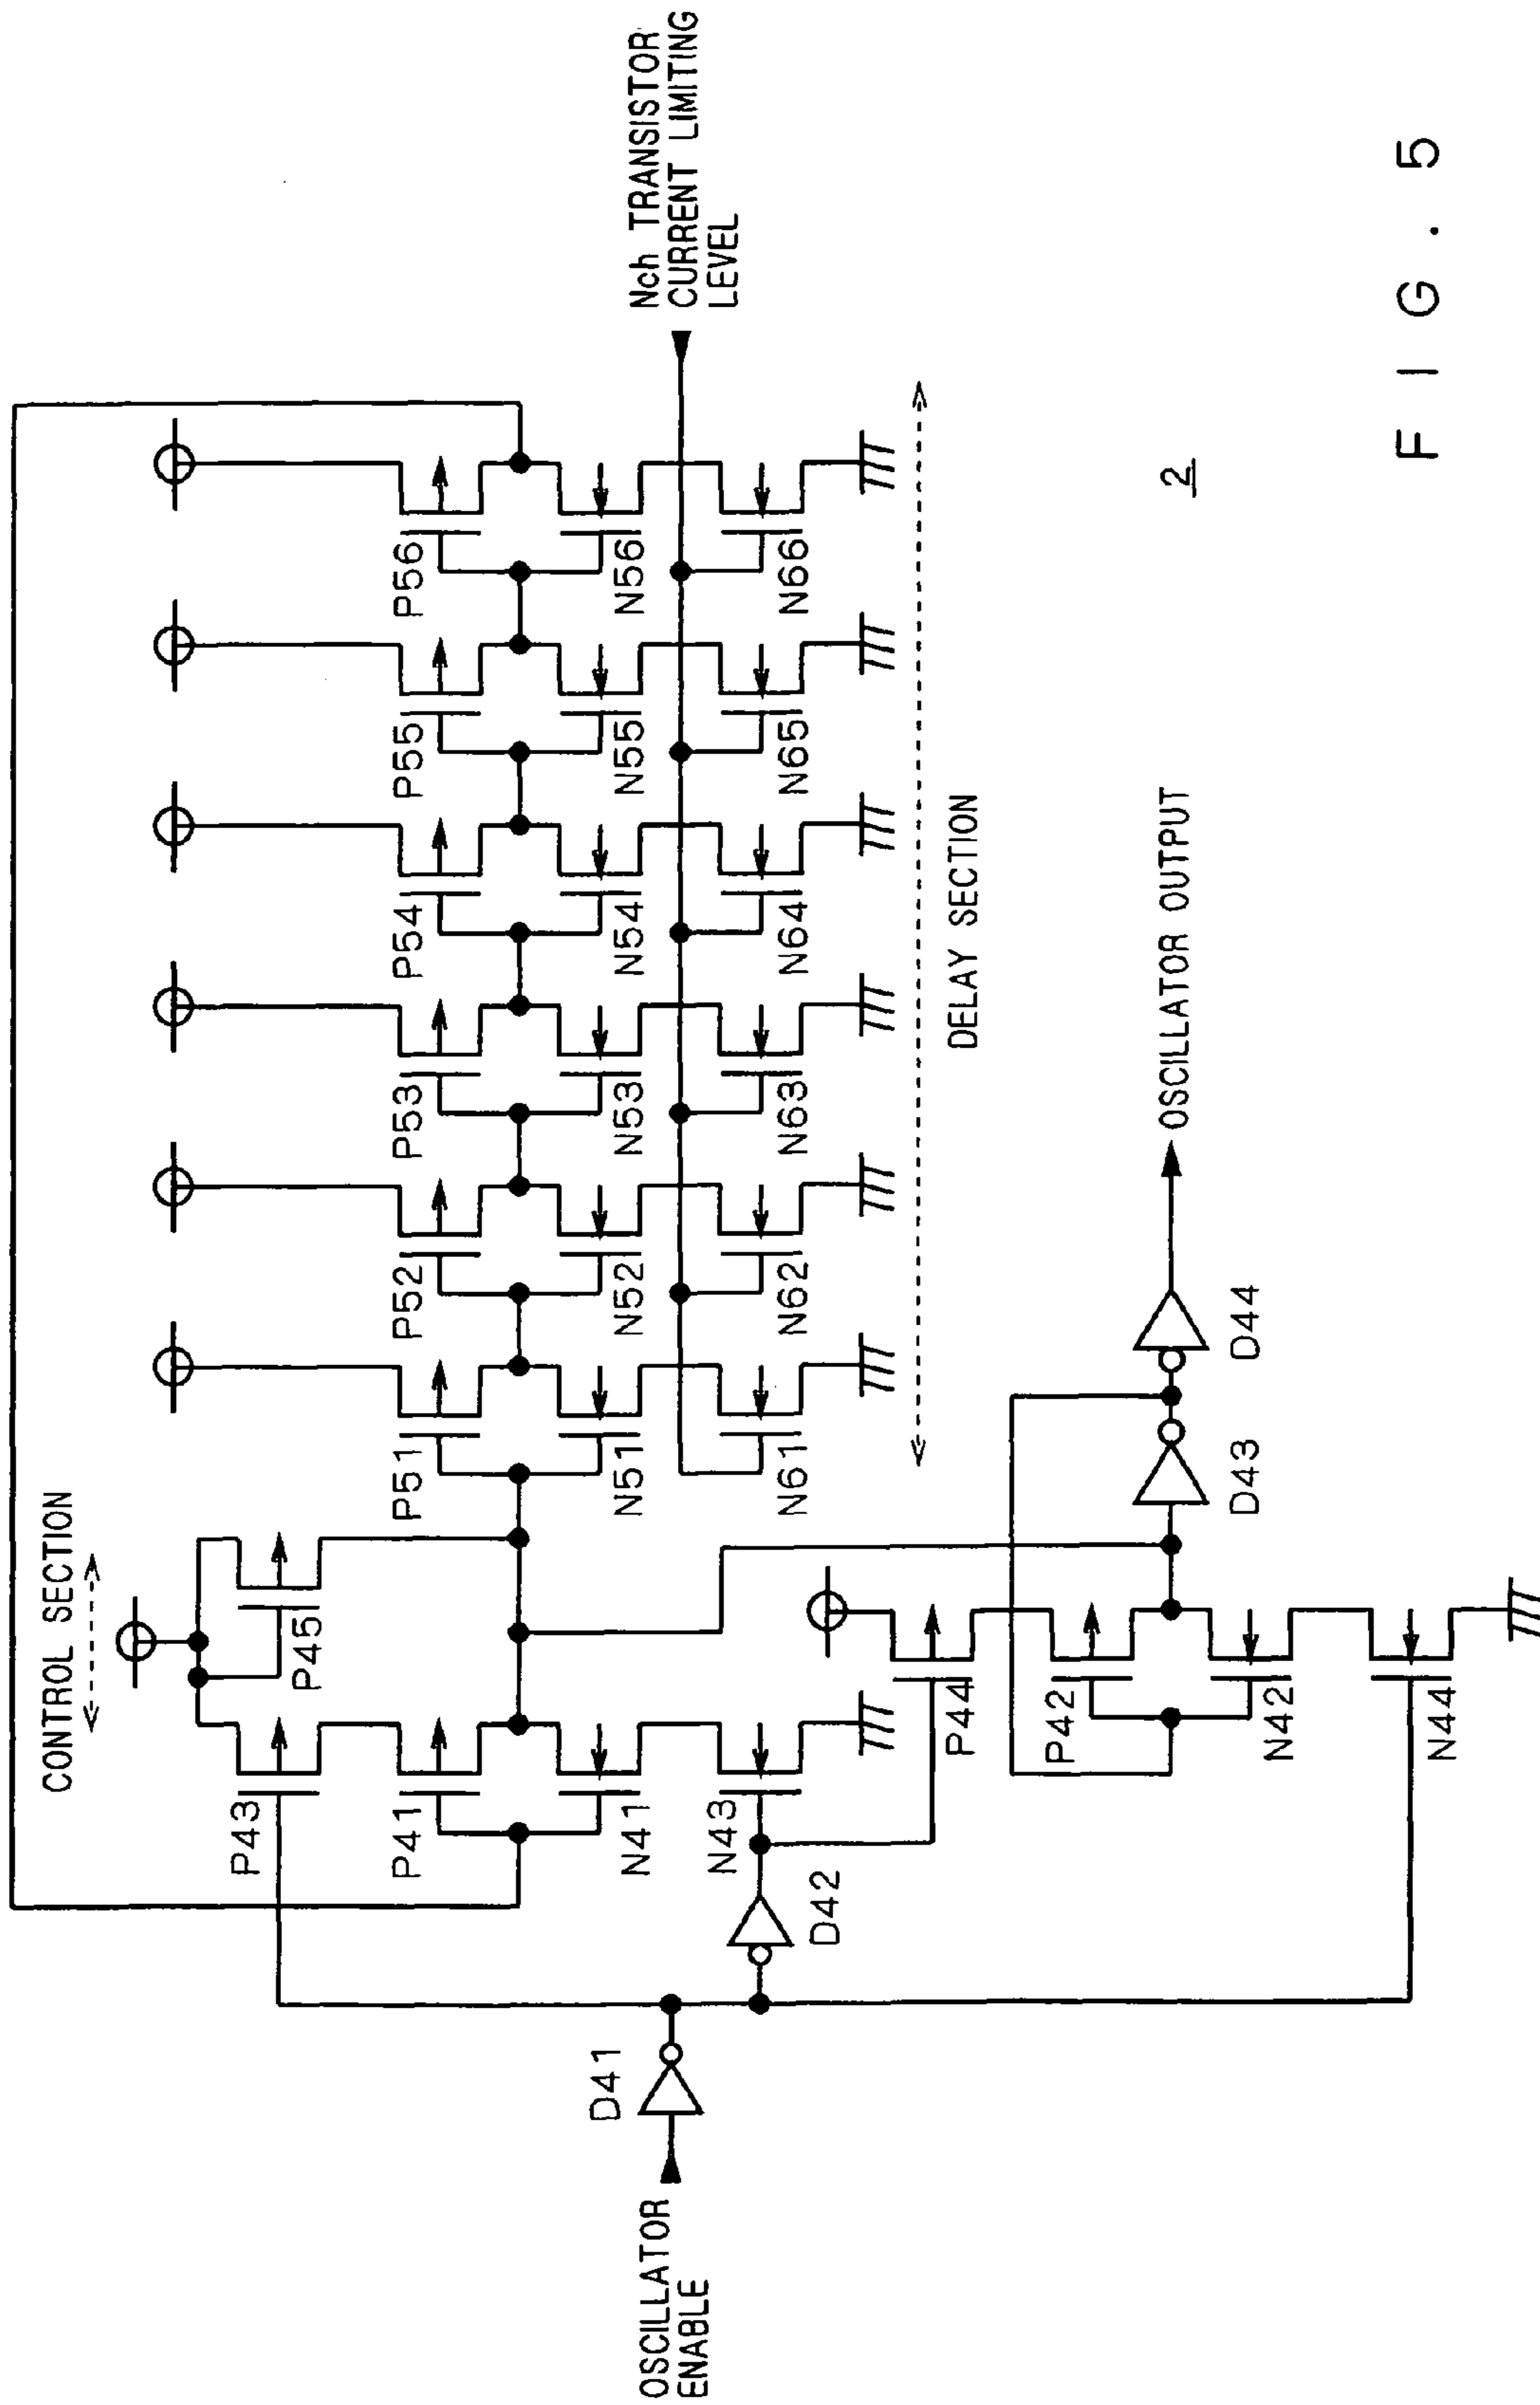 CONTROL SECTION
P43
P45
P41
P51
P52
P53
P54
P55
P56
N41
N51
N52
N53
N54
N55
N56
Nch TRANSISTOR
CURRENT LIMITING
LEVEL
N43
N61
N62
N63
N64
N65
N66
OSCILLATOR
ENABLE
D41
D42
DELAY SECTION
P44
P42
N42
N44
D43
D44
OSCILLATOR OUTPUT
2
FIG. 5